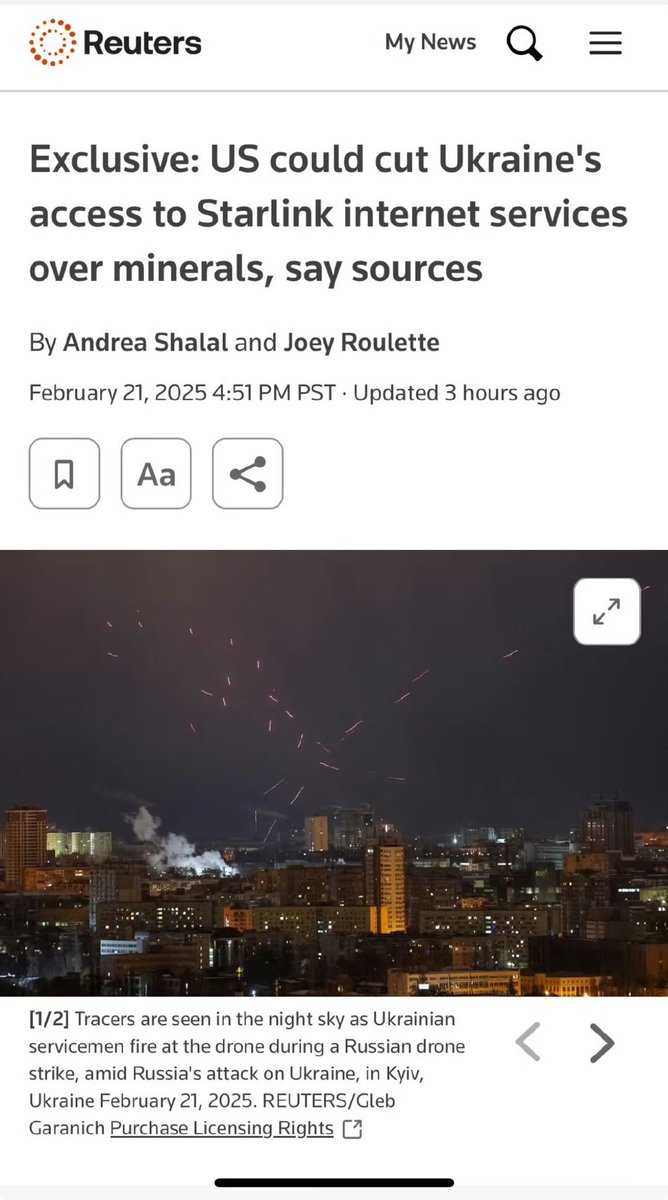 Reuters
My News
Exclusive: US could cut Ukraine's
access to Starlink internet services
over minerals, say sources
By Andrea Shalal and Joey Roulette
February 21, 2025 4:51 PM PST · Updated 3 hours ago
Aa
[1/2] Tracers are seen in the night sky as Ukrainian
servicemen fire at the drone during a Russian drone
strike, amid Russia's attack on Ukraine, in Kyiv,
Ukraine February 21, 2025. REUTERS/Gleb
Garanich Purchase Licensing Rights